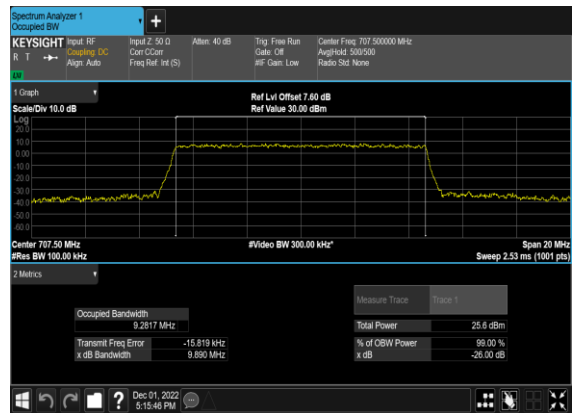 Spectrum Analyzer 1
Occupied BW
KEYSIGHT
R T
LW
Input: RF
Coupling: DC
Align: Auto
Input Z: 50 Ω
Corr CCorr
Freq Ref: Int (S)
Atten: 40 dB
Trig: Free Run
Gate: Off
#IF Gain: Low
Center Freq: 707.500000 MHz
Avg|Hold: 500/500
Radio Std: None
1 Graph
Scale/Div 10.0 dB
Ref Lvl Offset 7.60 dB
Ref Value 30.00 dBm
Log
20.0
10.0
0.00
-10.0
-20.0
-30.0
-40.0
-50.0
-60.0
Center 707.50 MHz
#Res BW 100.00 kHz
#Video BW 300.00 kHz*
Span 20 MHz
Sweep 2.53 ms (1001 pts)
2 Metrics
Measure Trace Trace 1
Occupied Bandwidth
9.2817 MHz
Total Power 25.6 dBm
Transmit Freq Error -15.819 kHz
x dB Bandwidth 9.890 MHz
% of OBW Power 99.00 %
x dB -26.00 dB
?
Dec 01, 2022
5:15:46 PM